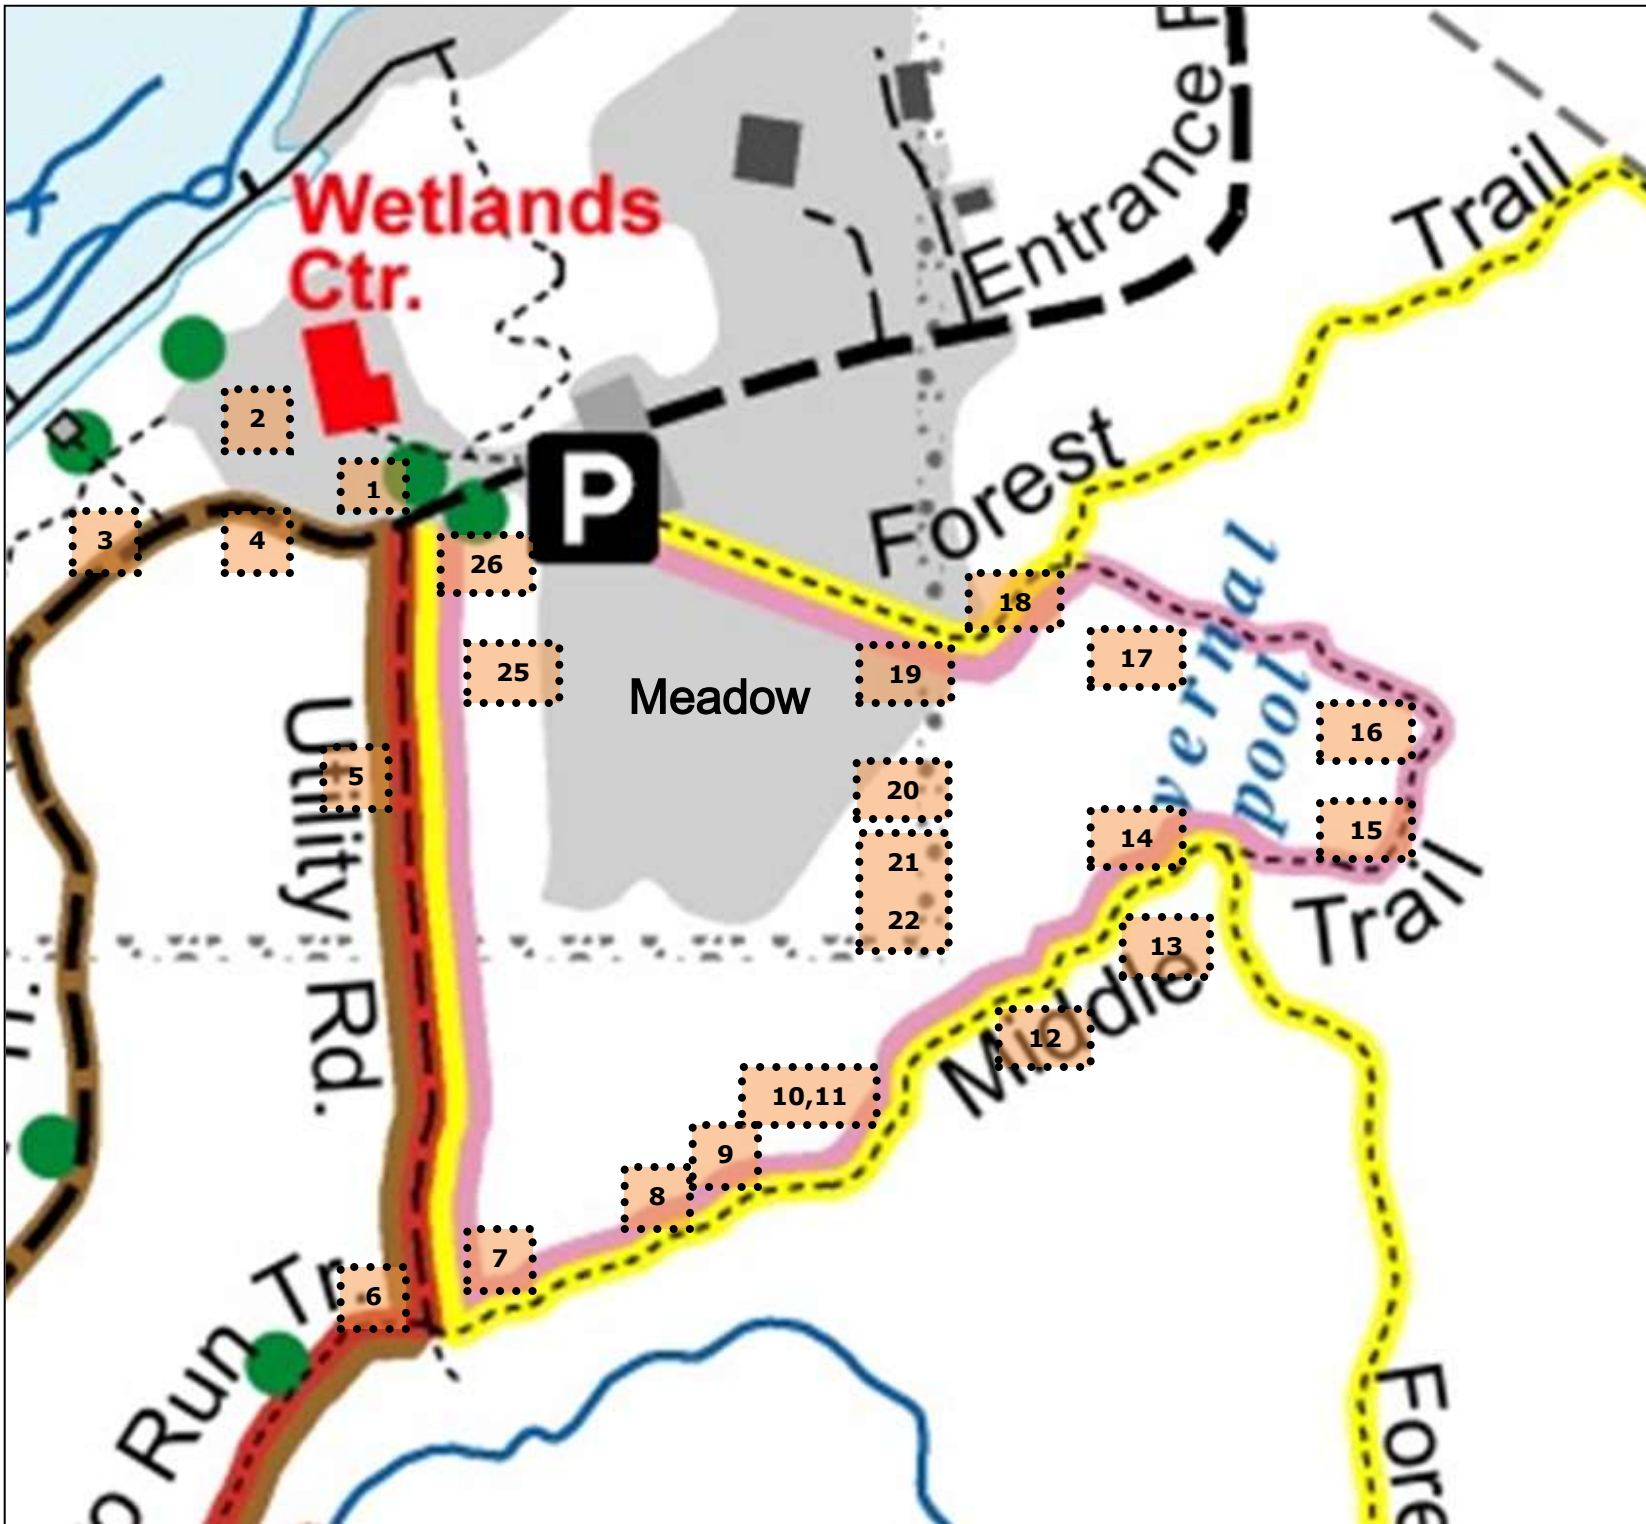 Entrance
Trail
Wetlands
Ctr.
P
Forest
2
1
3
4
26
18
25
Meadow
19
17
vernal
pool
16
Utility Rd.
5
20
14
15
21
22
Trail
13
Middle
12
10,11
9
8
7
Tr.
6
Run
Fore